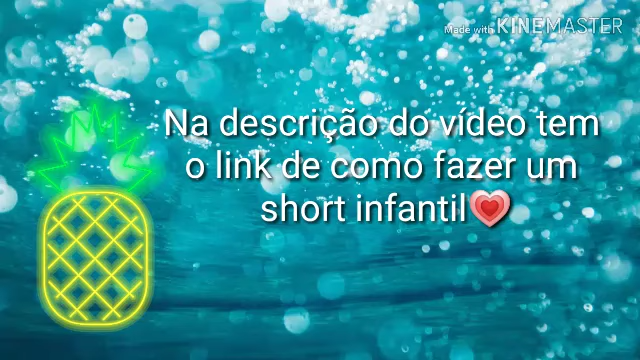 Made with KINEMASTER
Na descrição do vídeo tem
o link de como fazer um
short infantil💗